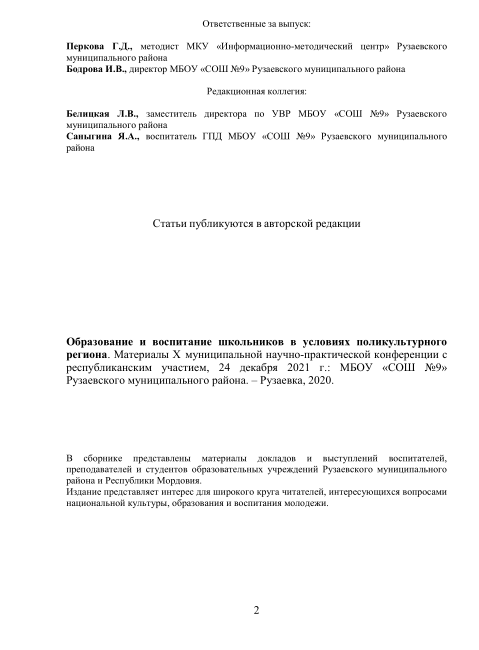 Ответственные за выпуск:
Перкова Г.Д., методист МКУ «Информационно-методический центр» Рузаевского
муниципального района
Бодрова И.В., директор МБОУ «СОШ №9» Рузаевского муниципального района
Редакционная коллегия:
Белицкая Л.В., заместитель директора по УВР МБОУ «СОШ №9» Рузаевского
муниципального района
Саныгина Я.А., воспитатель ГПД МБОУ «СОШ №9» Рузаевского муниципального
района
Статьи публикуются в авторской редакции
Образование и воспитание школьников в условиях поликультурного
региона. Материалы X муниципальной научно-практической конференции с
республиканским участием, 24 декабря 2021 г.: МБОУ «СОШ №9»
Рузаевского муниципального района. – Рузаевка, 2020.
В сборнике представлены материалы докладов и выступлений воспитателей,
преподавателей и студентов образовательных учреждений Рузаевского муниципального
района и Республики Мордовия.
Издание представляет интерес для широкого круга читателей, интересующихся вопросами
национальной культуры, образования и воспитания молодежи.
2